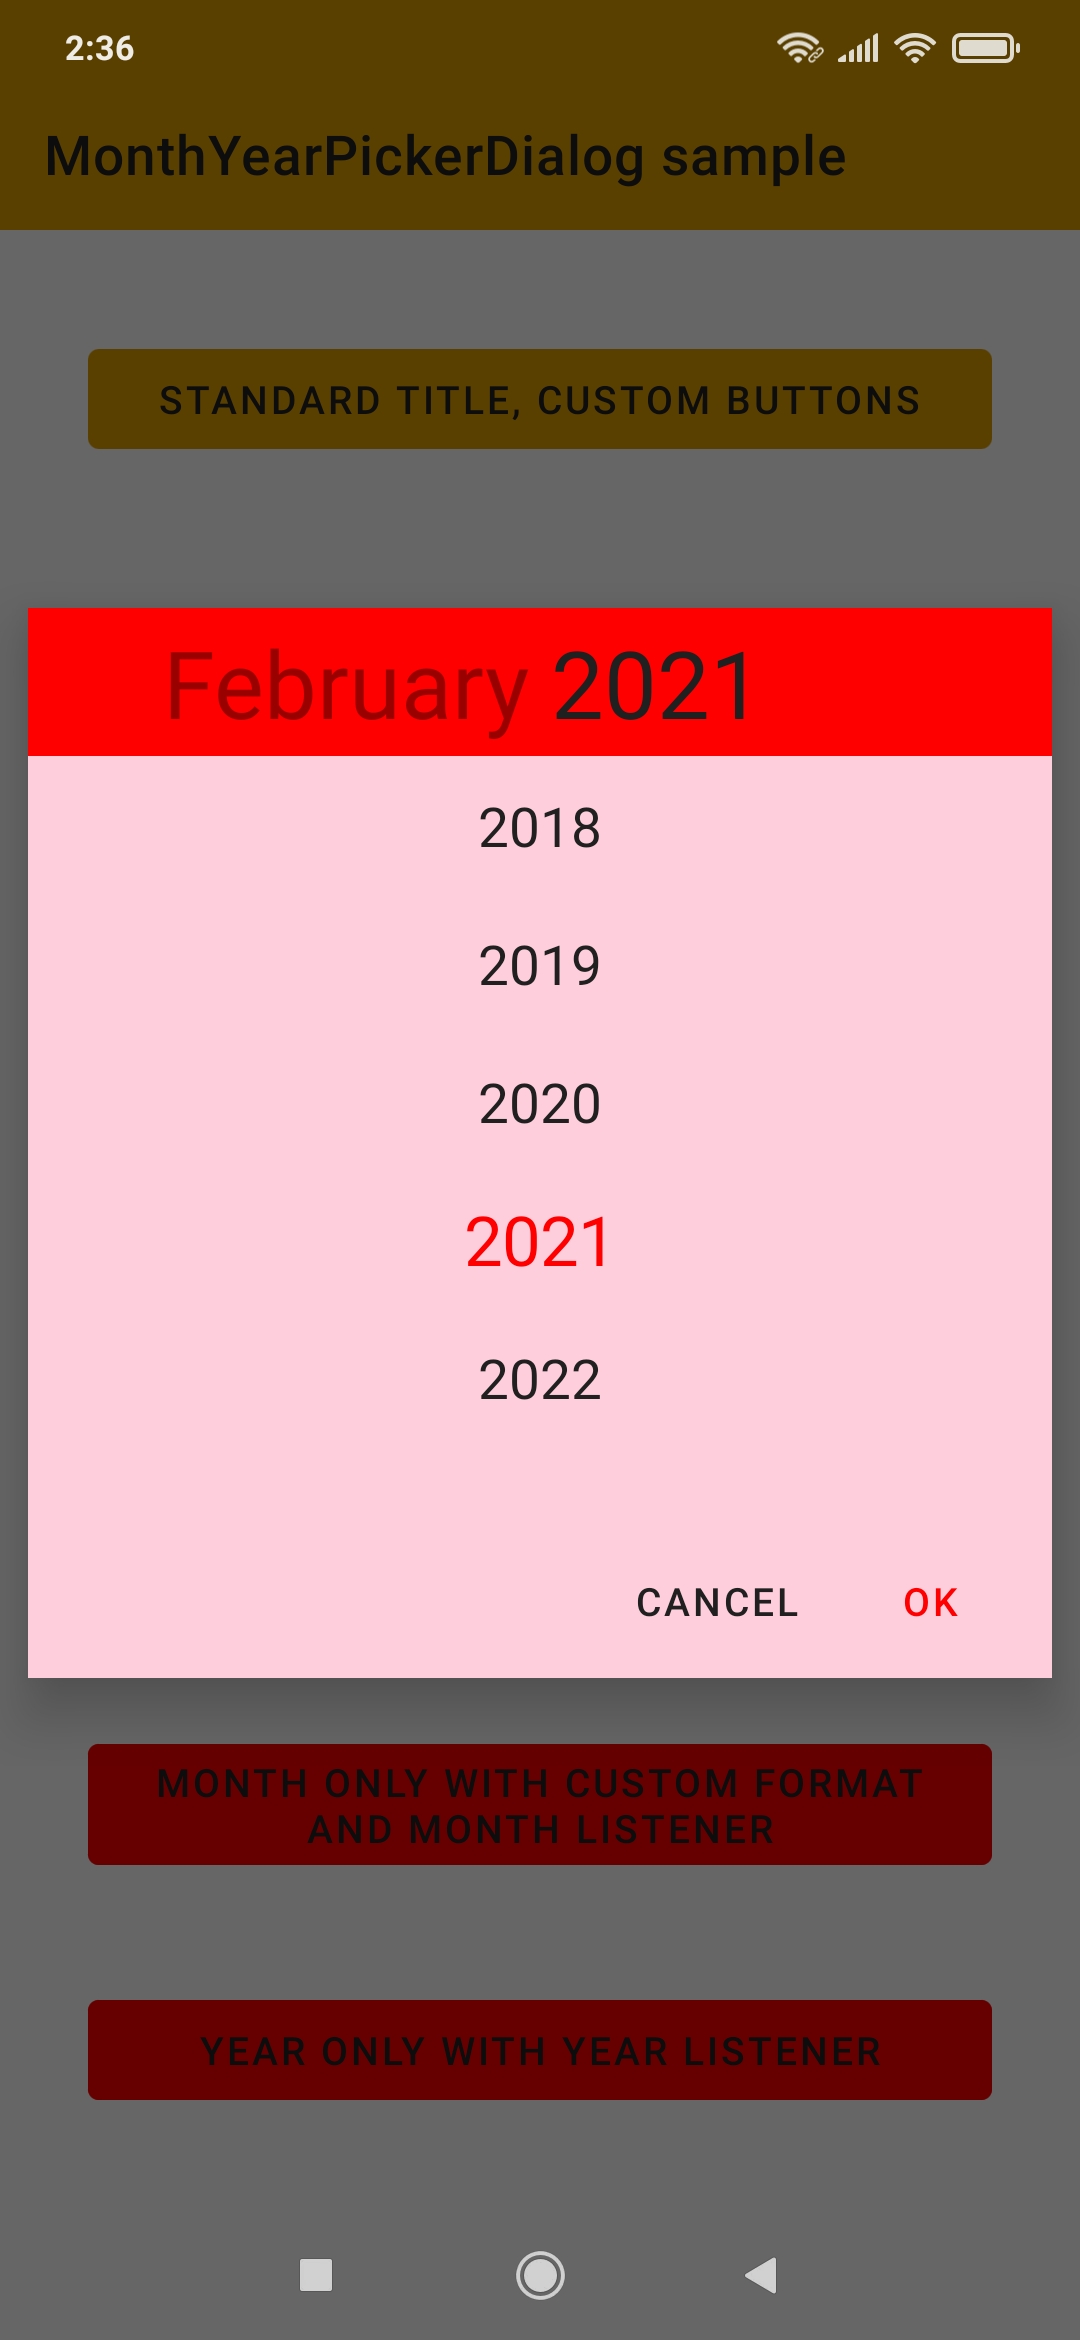 2:36
MonthYearPickerDialog sample
STANDARD TITLE, CUSTOM BUTTONS
February 2021
2018
2019
2020
2021
2022
CANCEL OK
MONTH ONLY WITH CUSTOM FORMAT
AND MONTH LISTENER
YEAR ONLY WITH YEAR LISTENER